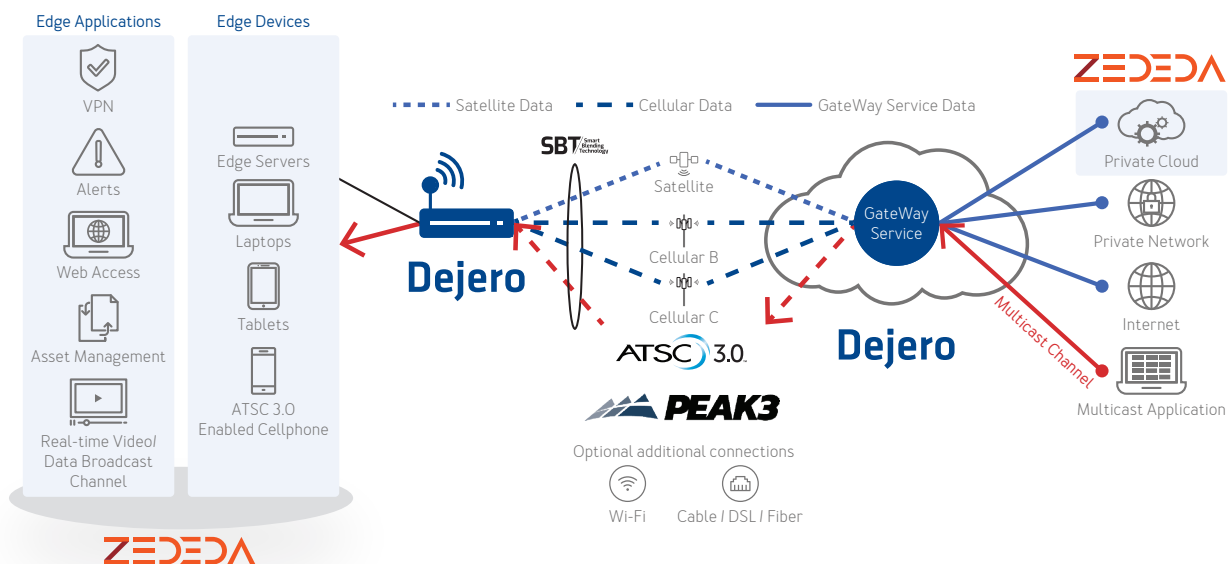 Edge Applications
VPN
Alerts
Web Access
Asset Management
Real-time Video/
Data Broadcast
Channel
Edge Devices
Edge Servers
Laptops
Tablets
ATSC 3.0
Enabled Cellphone
ZEDEDA
Satellite Data
Cellular Data
GateWay Service Data
SBT Smart
Blending
Technology
Dejero
Satellite
Cellular B
Cellular C
ATSC 3.0
PEAK3
Optional additional connections
Wi-Fi
Cable / DSL / Fiber
GateWay
Service
Dejero
Multicast Channel
ZEDEDA
Private Cloud
Private Network
Internet
Multicast Application